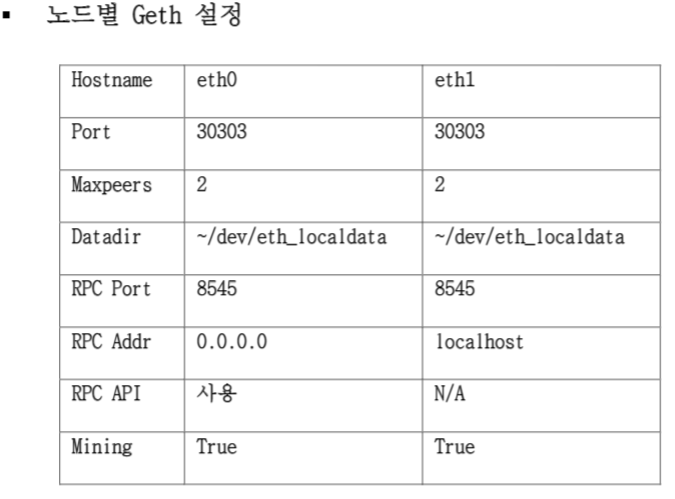 ▪ 노드별 Geth 설정
Hostname eth0 eth1
Port 30303 30303
Maxpeers 2 2
Datadir ~/dev/eth_localdata ~/dev/eth_localdata
RPC Port 8545 8545
RPC Addr 0.0.0.0 localhost
RPC API 사용 N/A
Mining True True